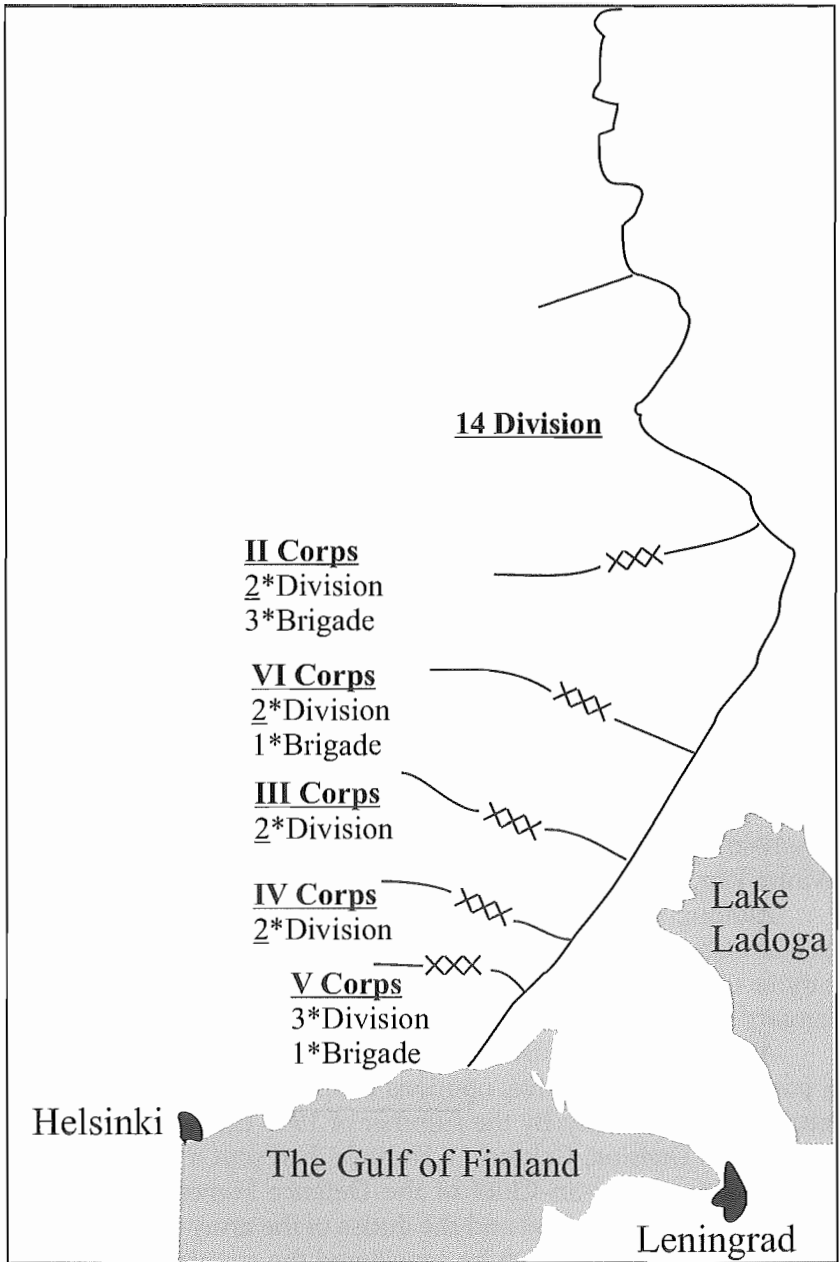 14 Division
II Corps
2*Division
3*Brigade
VI Corps
2*Division
1*Brigade
III Corps
2*Division
IV Corps
2*Division
V Corps
3*Division
1*Brigade
Lake
Ladoga
Helsinki
The Gulf of Finland
Leningrad